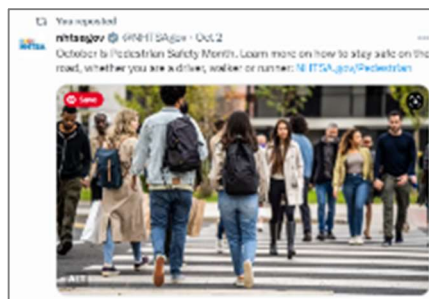 You reposted
nhtsagov @NHTSAgov · Oct 2
NHTSA
October is Pedestrian Safety Month. Learn more on how to stay safe on the
road, whether you are a driver, walker or runner: NHTSA.gov/Pedestrian
Save